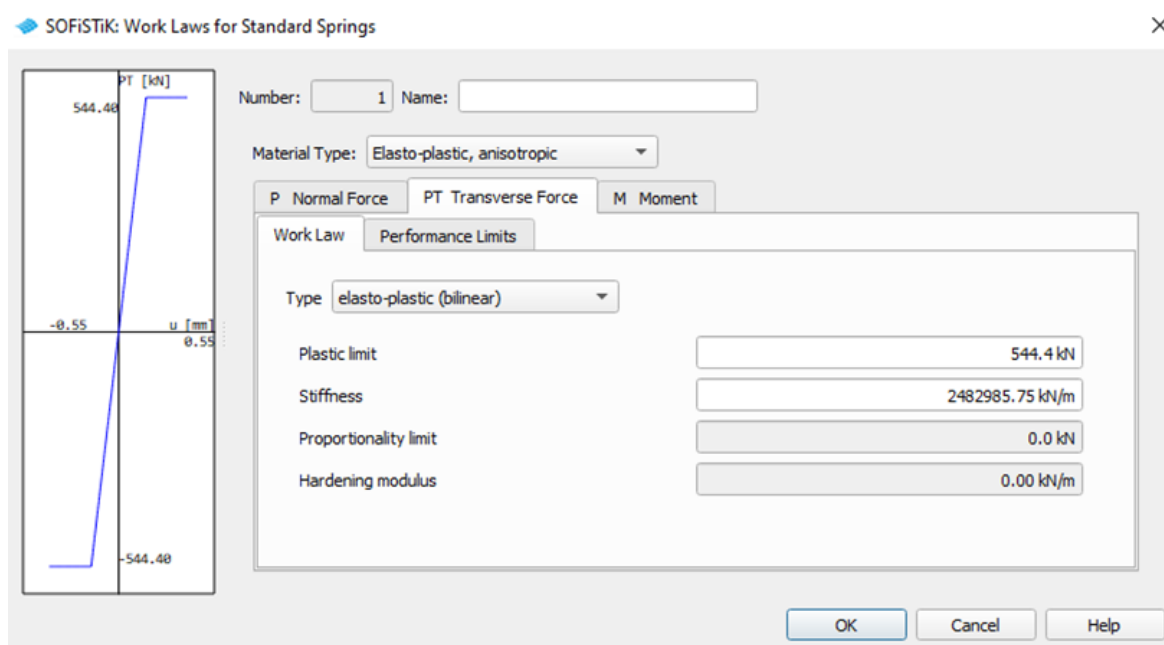 SOFiSTiK: Work Laws for Standard Springs
PT [kN]
544.40
-0.55
u [mm]
0.55
-544.40
Number: 1 Name:
Material Type: Elasto-plastic, anisotropic
P Normal Force PT Transverse Force M Moment
Work Law Performance Limits
Type elasto-plastic (bilinear)
Plastic limit 544.4 kN
Stiffness 2482985.75 kN/m
Proportionality limit 0.0 kN
Hardening modulus 0.00 kN/m
OK Cancel Help